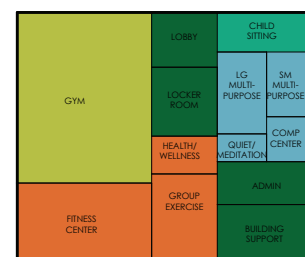 LOBBY
CHILD
SITTING
GYM
LOCKER
ROOM
LG
MULTI-
PURPOSE
SM
MULTI-
PURPOSE
HEALTH/
WELLNESS
QUIET/
MEDITATION
COMP
CENTER
FITNESS
CENTER
GROUP
EXERCISE
ADMIN
BUILDING
SUPPORT